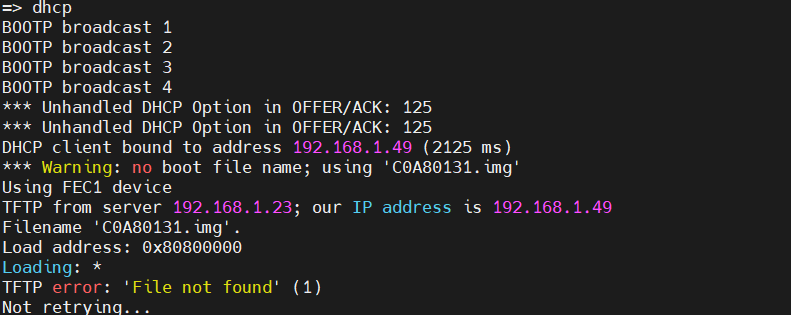 => dhcp
BOOTP broadcast 1
BOOTP broadcast 2
BOOTP broadcast 3
BOOTP broadcast 4
*** Unhandled DHCP Option in OFFER/ACK: 125
*** Unhandled DHCP Option in OFFER/ACK: 125
DHCP client bound to address 192.168.1.49 (2125 ms)
*** Warning: no boot file name; using 'C0A80131.img'
Using FEC1 device
TFTP from server 192.168.1.23; our IP address is 192.168.1.49
Filename 'C0A80131.img'.
Load address: 0x80800000
Loading: *
TFTP error: 'File not found' (1)
Not retrying...